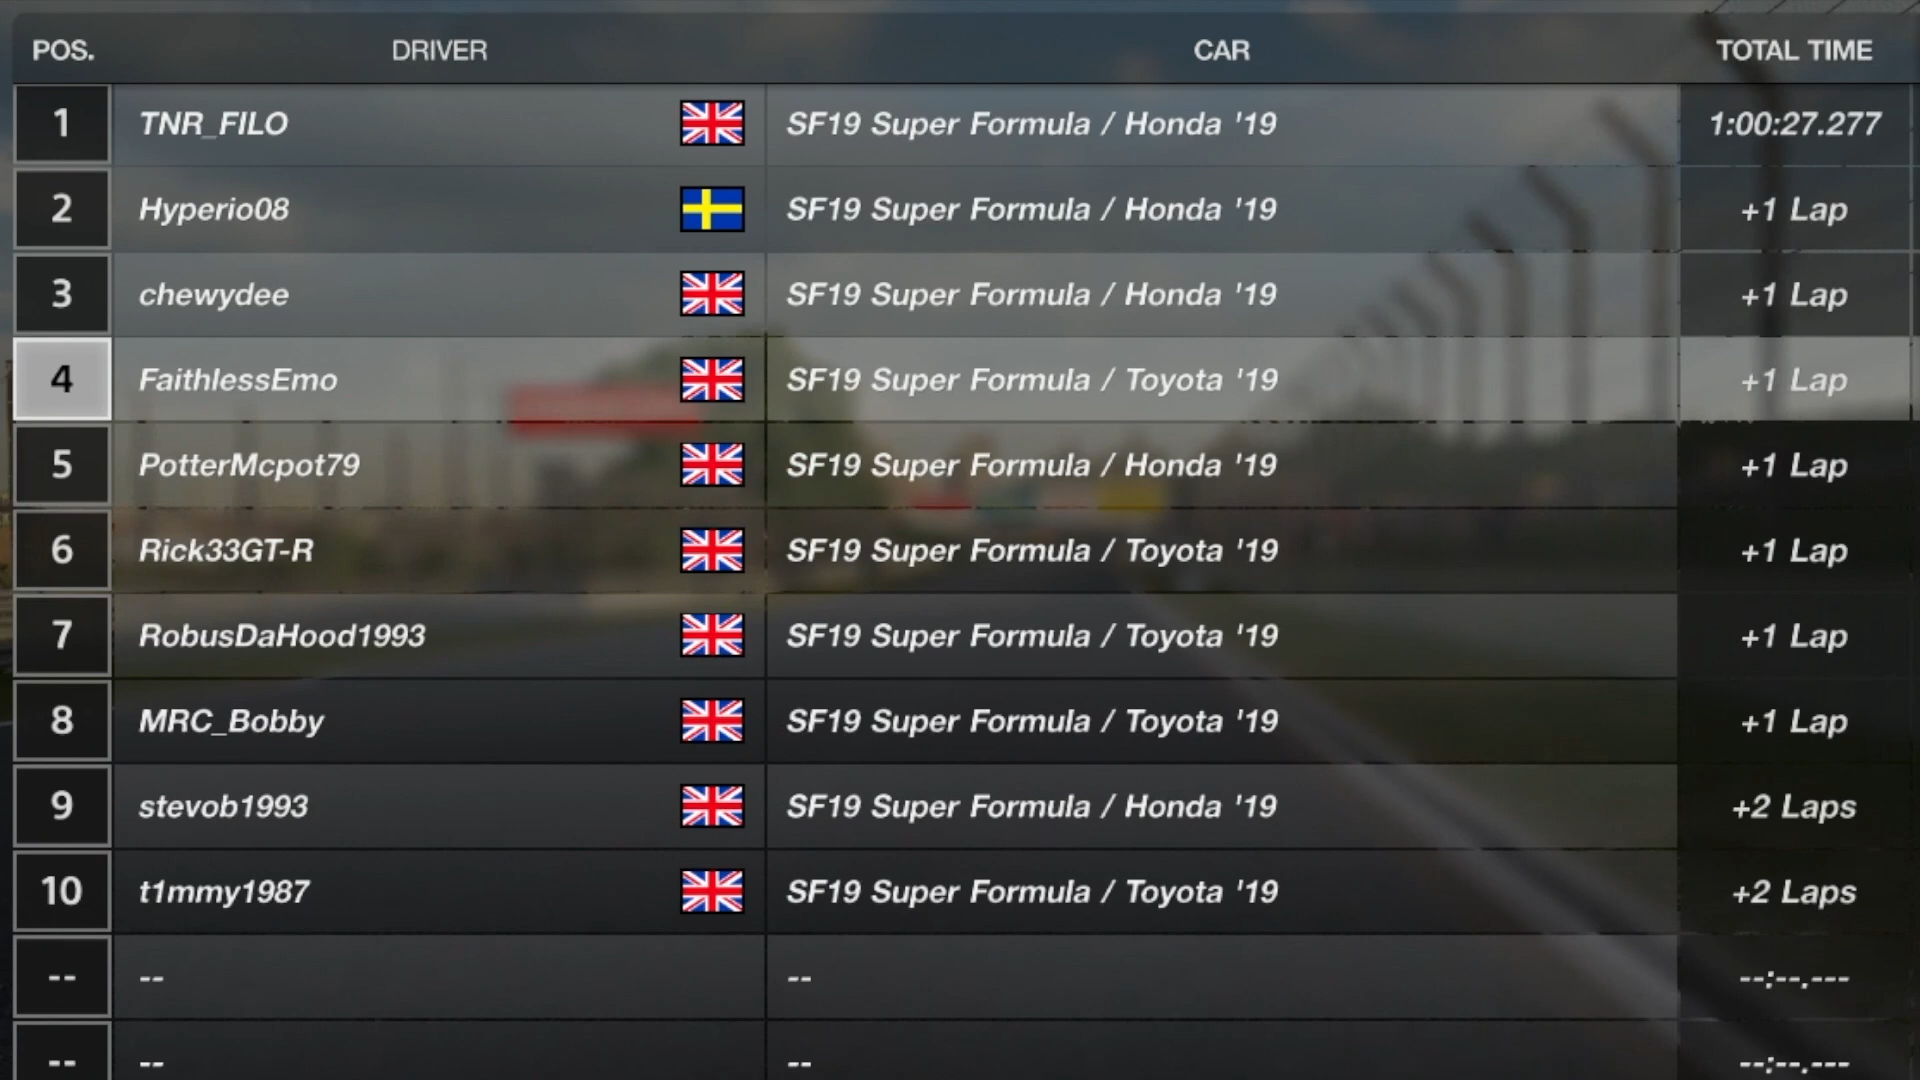 POS. DRIVER CAR TOTAL TIME
1 TNR_FILO SF19 Super Formula / Honda '19 1:00:27.277
2 Hyperio08 SF19 Super Formula / Honda '19 +1 Lap
3 chewydee SF19 Super Formula / Honda '19 +1 Lap
4 FaithlessEmo SF19 Super Formula / Toyota '19 +1 Lap
5 PotterMcpot79 SF19 Super Formula / Honda '19 +1 Lap
6 Rick33GT-R SF19 Super Formula / Toyota '19 +1 Lap
7 RobusDaHood1993 SF19 Super Formula / Toyota '19 +1 Lap
8 MRC_Bobby SF19 Super Formula / Toyota '19 +1 Lap
9 stevob1993 SF19 Super Formula / Honda '19 +2 Laps
10 t1mmy1987 SF19 Super Formula / Toyota '19 +2 Laps
-- -- -- --:--.---
-- -- -- --:--.---